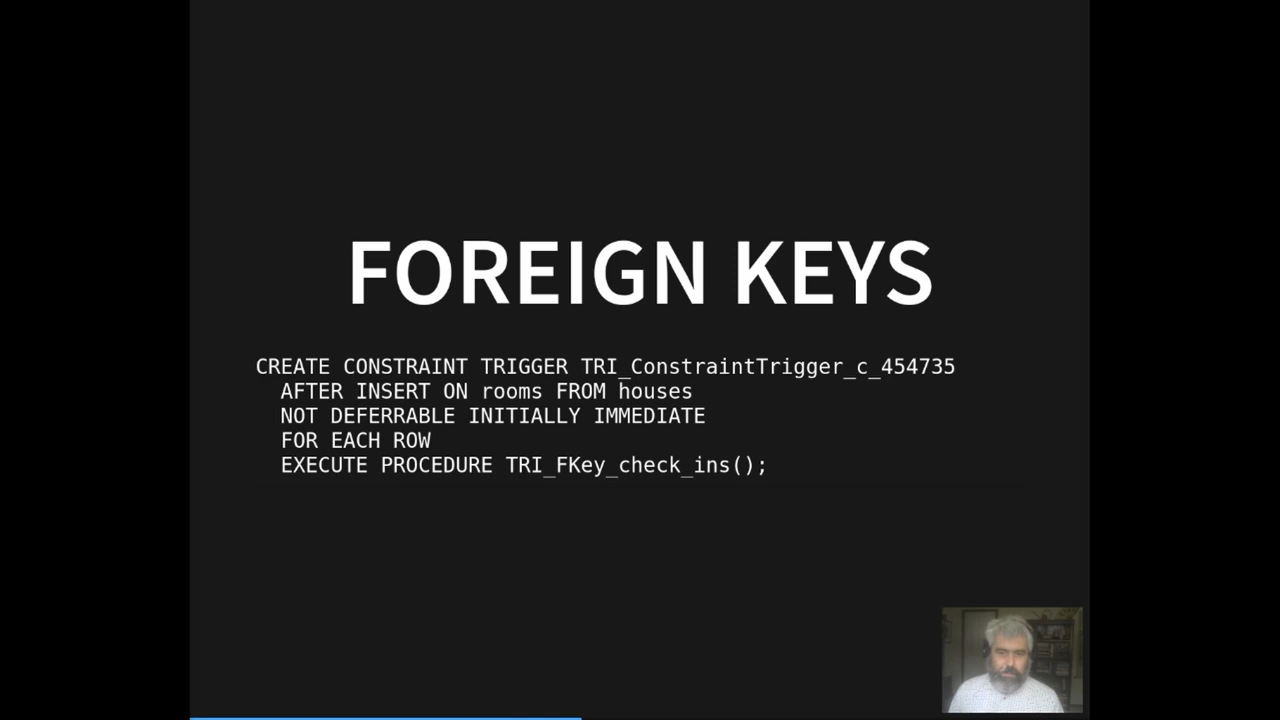 FOREIGN KEYS
CREATE CONSTRAINT TRIGGER TRI_ConstraintTrigger_c_454735
AFTER INSERT ON rooms FROM houses
NOT DEFERRABLE INITIALLY IMMEDIATE
FOR EACH ROW
EXECUTE PROCEDURE TRI_FKey_check_ins();